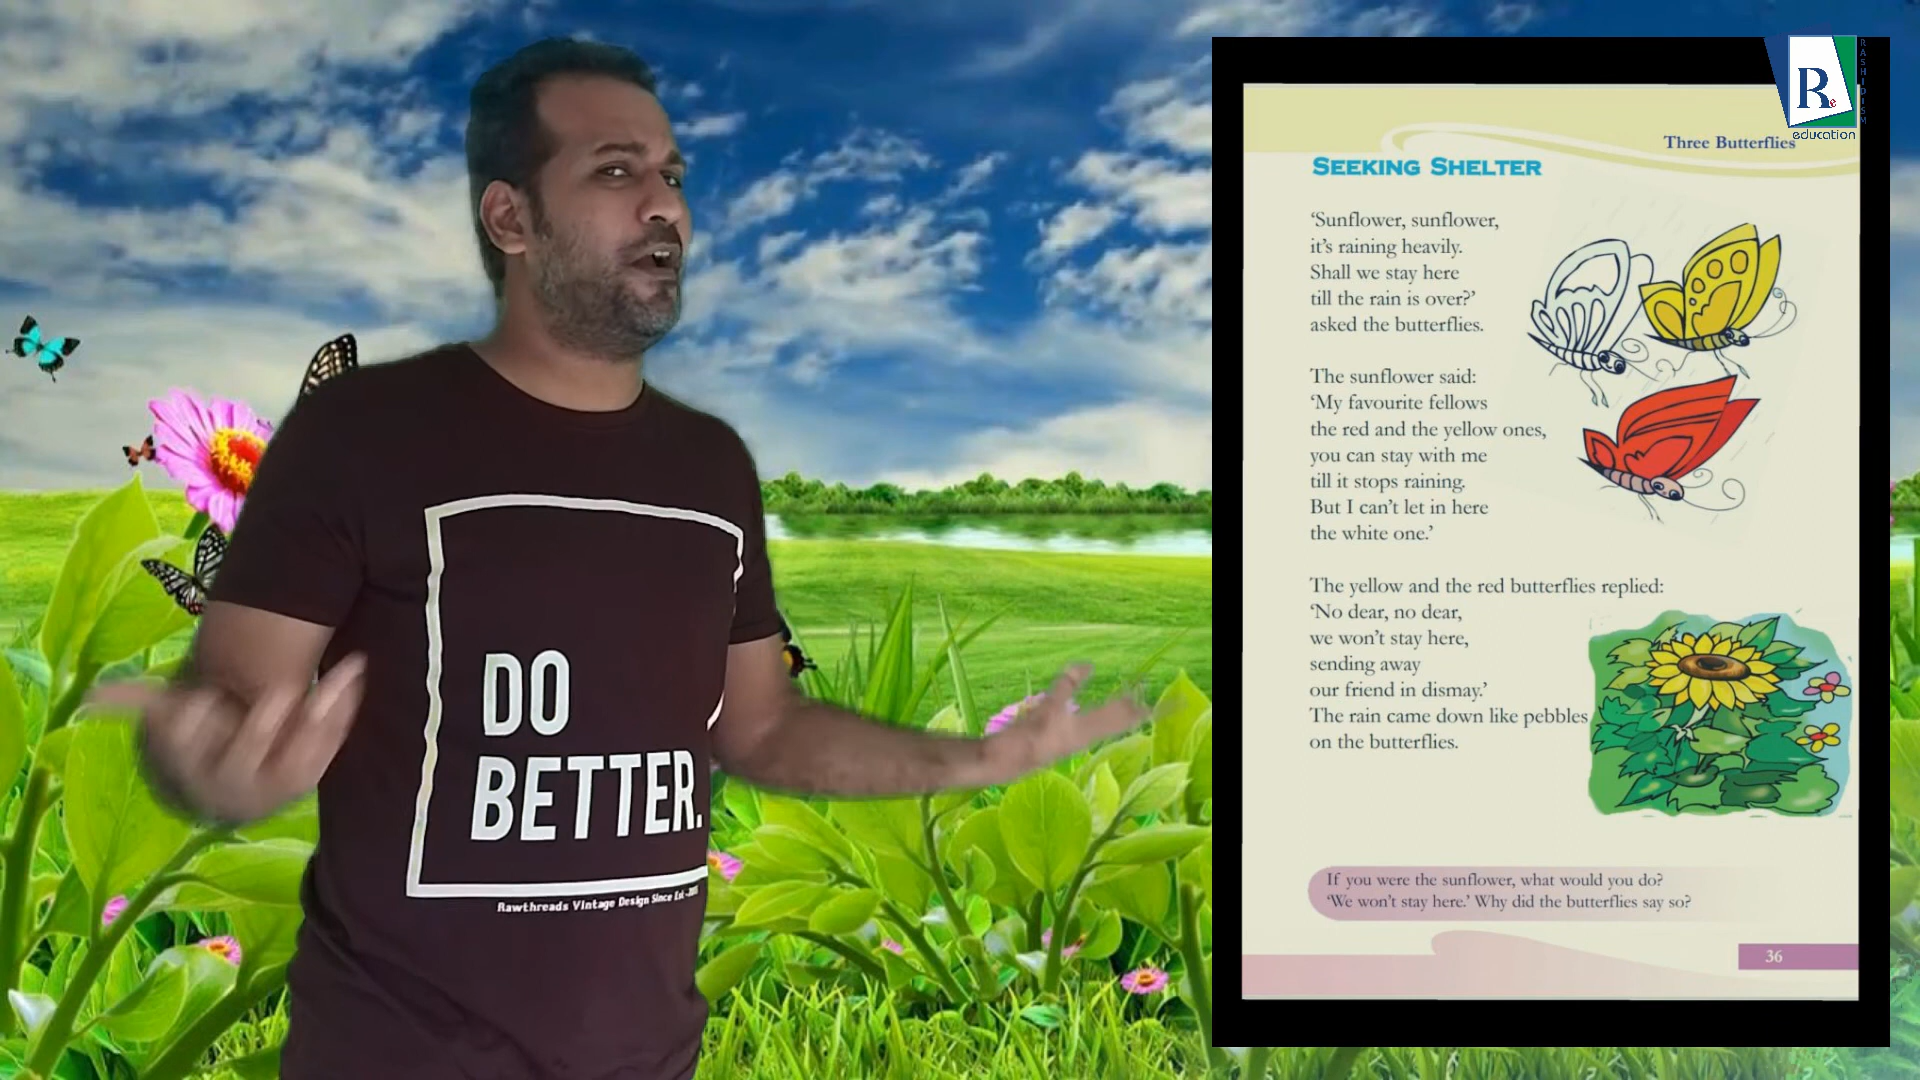 DO
BETTER.
Rawthreads Vintage Design Since Est-
R
e
education
RASHIDISM
Three Butterflies
SEEKING SHELTER
‘Sunflower, sunflower,
it’s raining heavily.
Shall we stay here
till the rain is over?’
asked the butterflies.
The sunflower said:
‘My favourite fellows
the red and the yellow ones,
you can stay with me
till it stops raining.
But I can’t let in here
the white one.’
The yellow and the red butterflies replied:
‘No dear, no dear,
we won’t stay here,
sending away
our friend in dismay.’
The rain came down like pebbles
on the butterflies.
If you were the sunflower, what would you do?
‘We won’t stay here.’ Why did the butterflies say so?
36